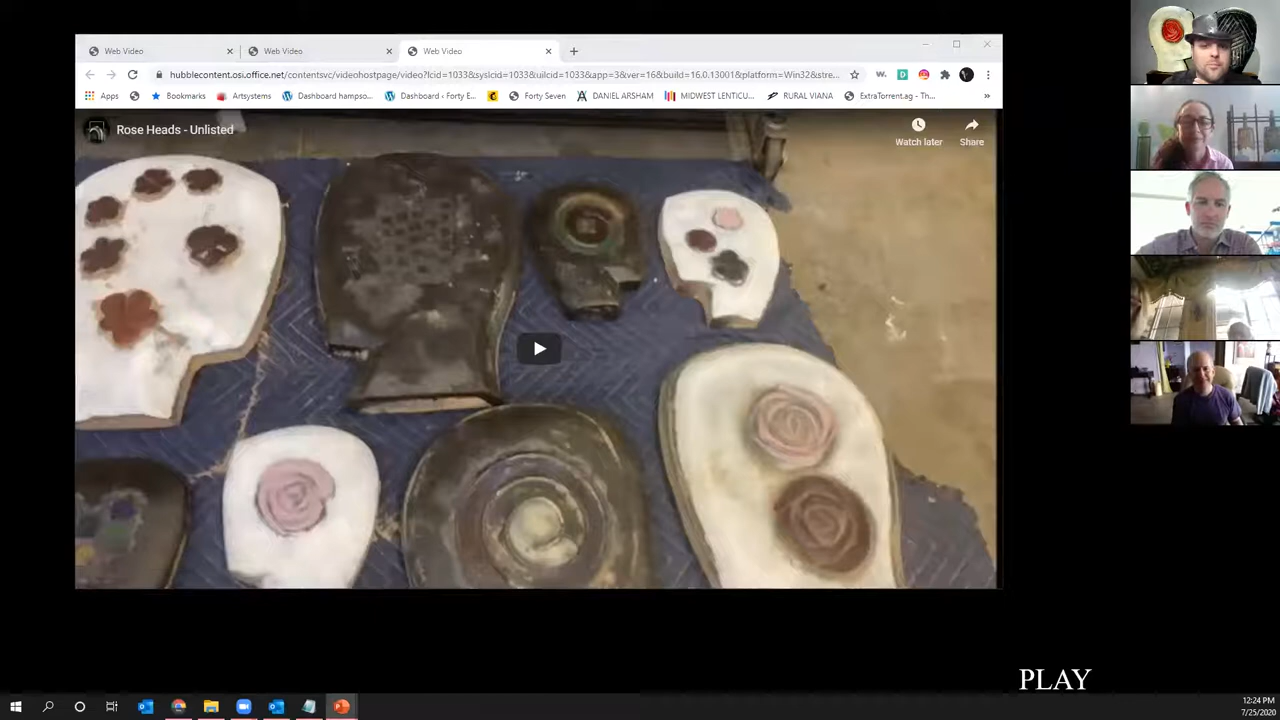 Web Video
Web Video
Web Video
hubblecontent.osi.office.net/contentsvc/videohostpage/video?lcid=1033&syslcid=1033&uilcid=1033&app=3&ver=16&build=16.0.13001&platform=Win32&stre...
Apps
Bookmarks
Artsystems
Dashboard hampso...
Dashboard ‹ Forty E...
Forty Seven
DANIEL ARSHAM
MIDWEST LENTICU...
RURAL VIANA
ExtraTorrent.ag - Th...
»
Rose Heads - Unlisted
Watch later
Share
PLAY
12:24 PM
7/25/2020